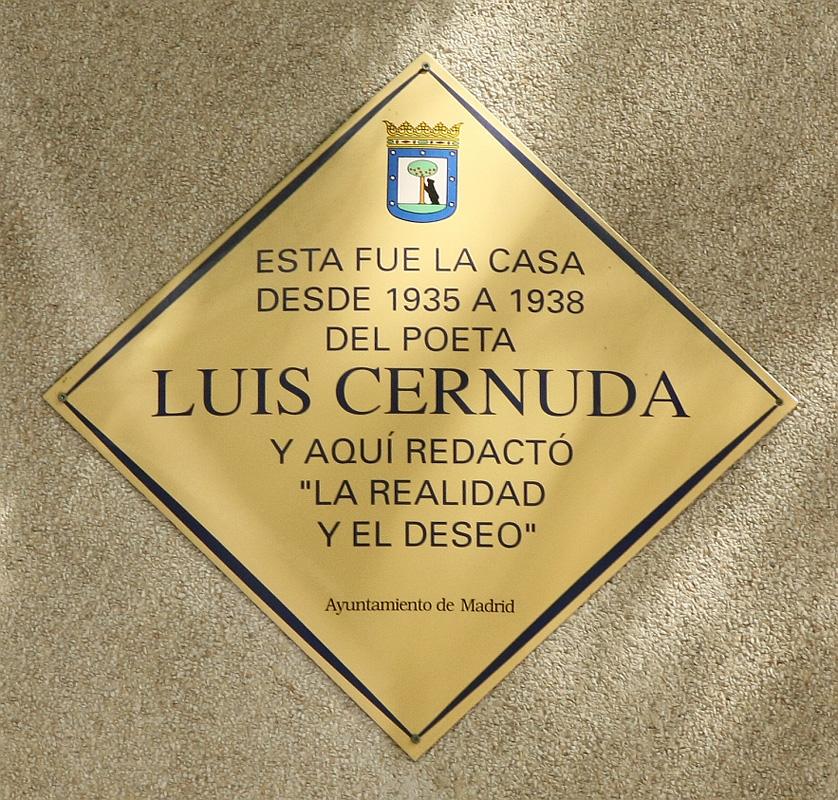 ESTA FUE LA CASA
DESDE 1935 A 1938
DEL POETA
LUIS CERNUDA
Y AQUÍ REDACTÓ
"LA REALIDAD
Y EL DESEO"
Ayuntamiento de Madrid